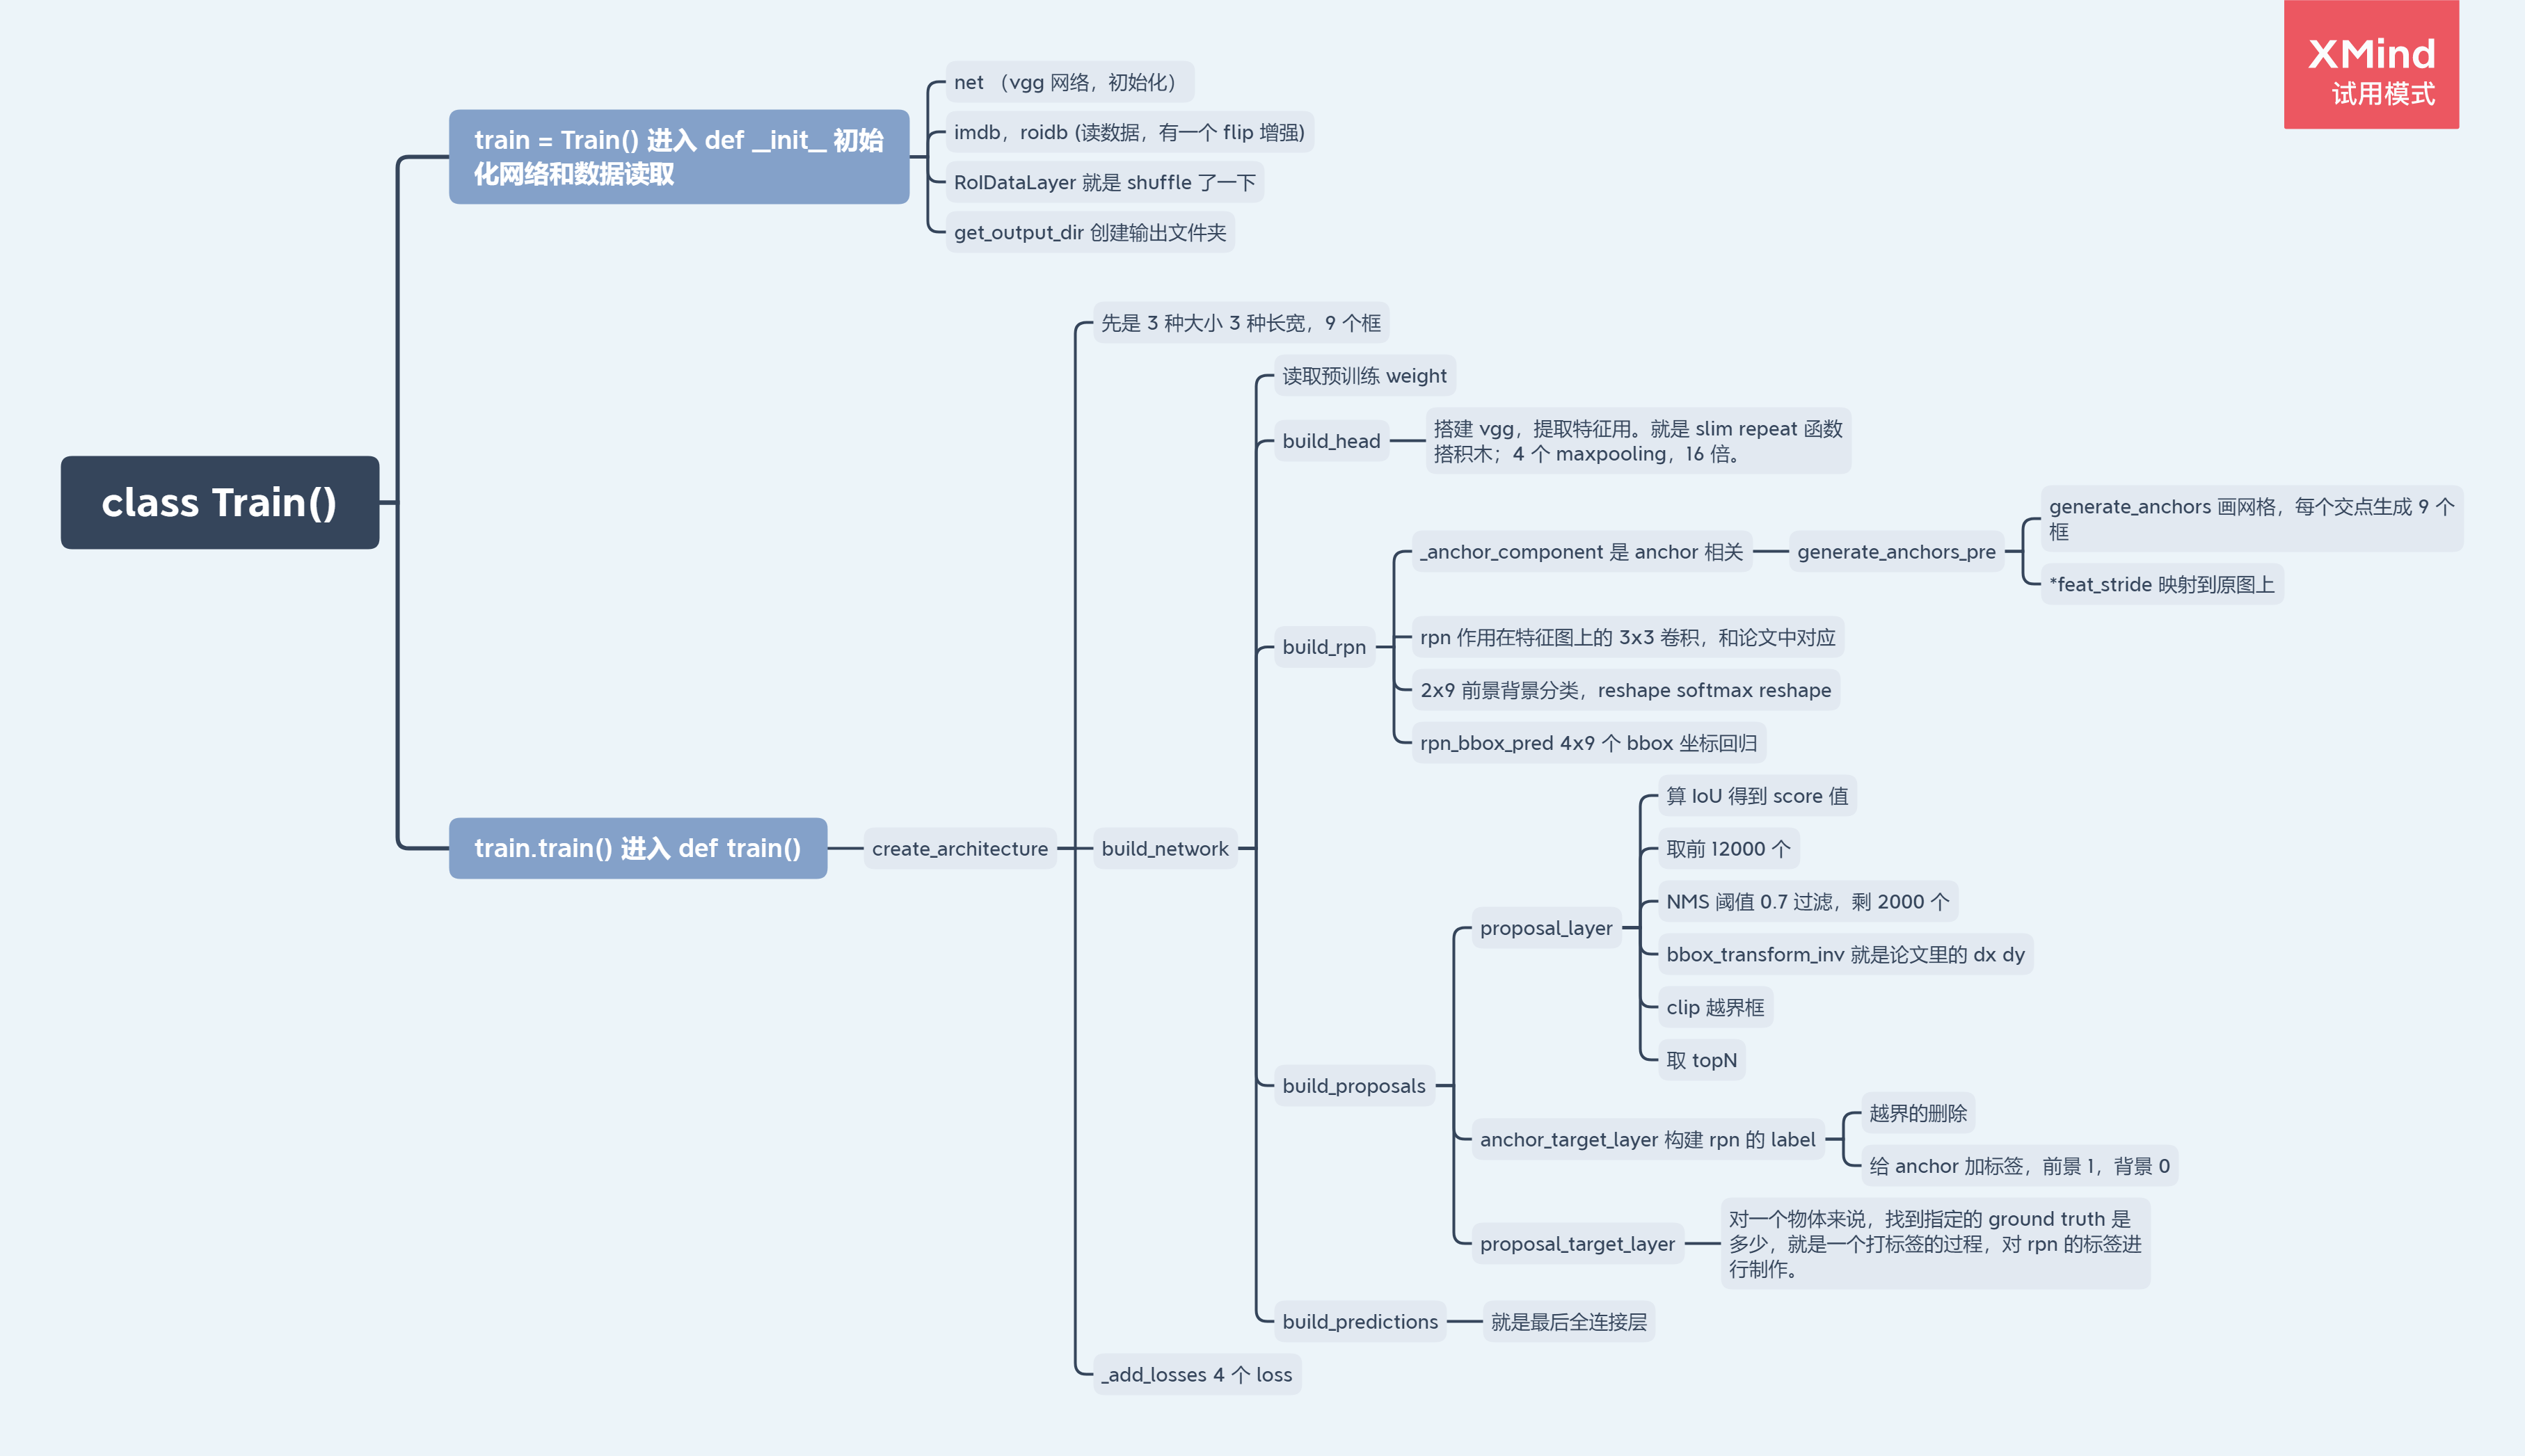 XMind
试用模式
class Train()
train = Train() 进入 def __init__ 初始
化网络和数据读取
net （vgg 网络，初始化）
imdb，roidb (读数据，有一个 flip 增强)
RoIDataLayer 就是 shuffle 了一下
get_output_dir 创建输出文件夹
train.train() 进入 def train()
create_architecture
先是 3 种大小 3 种长宽，9 个框
build_network
读取预训练 weight
build_head
搭建 vgg，提取特征用。就是 slim repeat 函数
搭积木；4 个 maxpooling，16 倍。
build_rpn
_anchor_component 是 anchor 相关
generate_anchors_pre
generate_anchors 画网格，每个交点生成 9 个
框
*feat_stride 映射到原图上
rpn 作用在特征图上的 3x3 卷积，和论文中对应
2x9 前景背景分类，reshape softmax reshape
rpn_bbox_pred 4x9 个 bbox 坐标回归
build_proposals
proposal_layer
算 IoU 得到 score 值
取前 12000 个
NMS 阈值 0.7 过滤，剩 2000 个
bbox_transform_inv 就是论文里的 dx dy
clip 越界框
取 topN
anchor_target_layer 构建 rpn 的 label
越界的删除
给 anchor 加标签，前景 1，背景 0
proposal_target_layer
对一个物体来说，找到指定的 ground truth 是
多少，就是一个打标签的过程，对 rpn 的标签进
行制作。
build_predictions
就是最后全连接层
_add_losses 4 个 loss